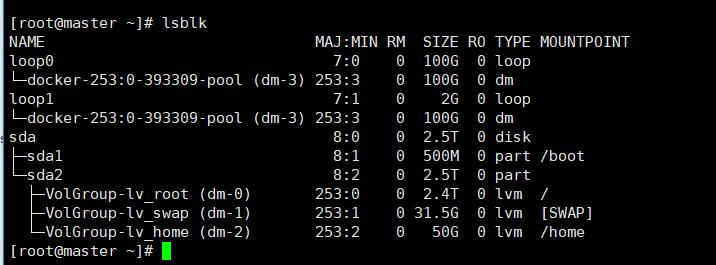 [root@master ~]# lsblk
NAME                              MAJ:MIN RM  SIZE RO TYPE MOUNTPOINT
loop0                               7:0    0  100G  0 loop
└─docker-253:0-393309-pool (dm-3) 253:3    0  100G  0 dm
loop1                               7:1    0    2G  0 loop
└─docker-253:0-393309-pool (dm-3) 253:3    0  100G  0 dm
sda                                 8:0    0  2.5T  0 disk
├─sda1                              8:1    0  500M  0 part /boot
└─sda2                              8:2    0  2.5T  0 part
  ├─VolGroup-lv_root (dm-0)       253:0    0  2.4T  0 lvm  /
  ├─VolGroup-lv_swap (dm-1)       253:1    0 31.5G  0 lvm  [SWAP]
  └─VolGroup-lv_home (dm-2)       253:2    0   50G  0 lvm  /home
[root@master ~]#